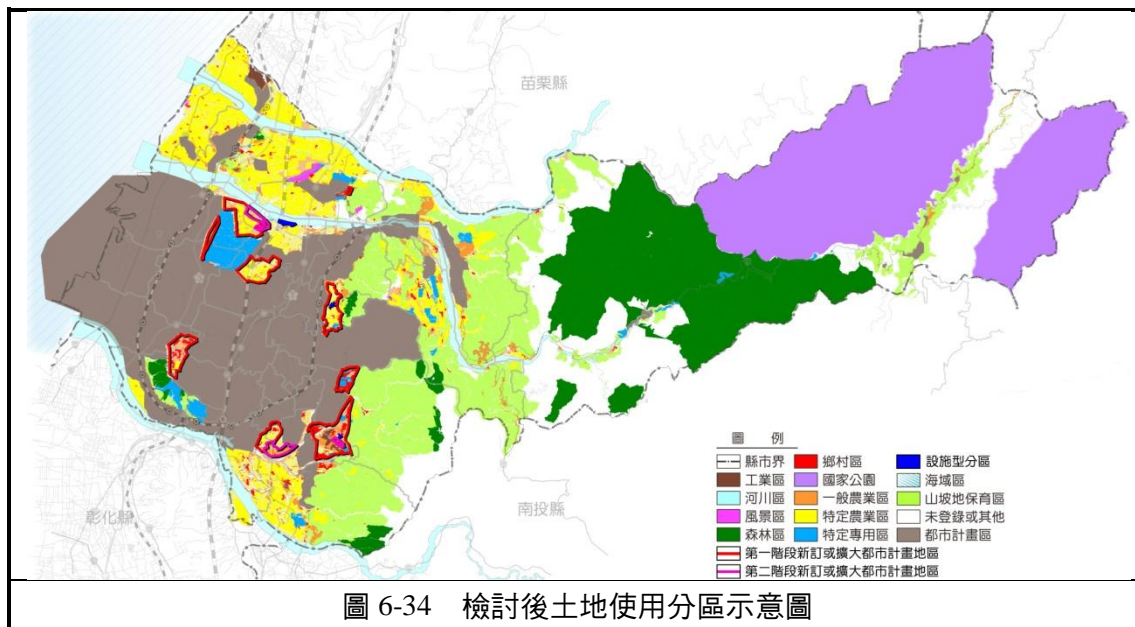 苗栗縣
彰化縣
南投縣
圖 例
縣市界 鄉村區 設施型分區
工業區 國家公園 海域區
河川區 一般農業區 山坡地保育區
風景區 特定農業區 未登錄或其他
森林區 特定專用區 都市計畫區
第一階段新訂或擴大都市計畫地區
第二階段新訂或擴大都市計畫地區
圖 6-34 檢討後土地使用分區示意圖